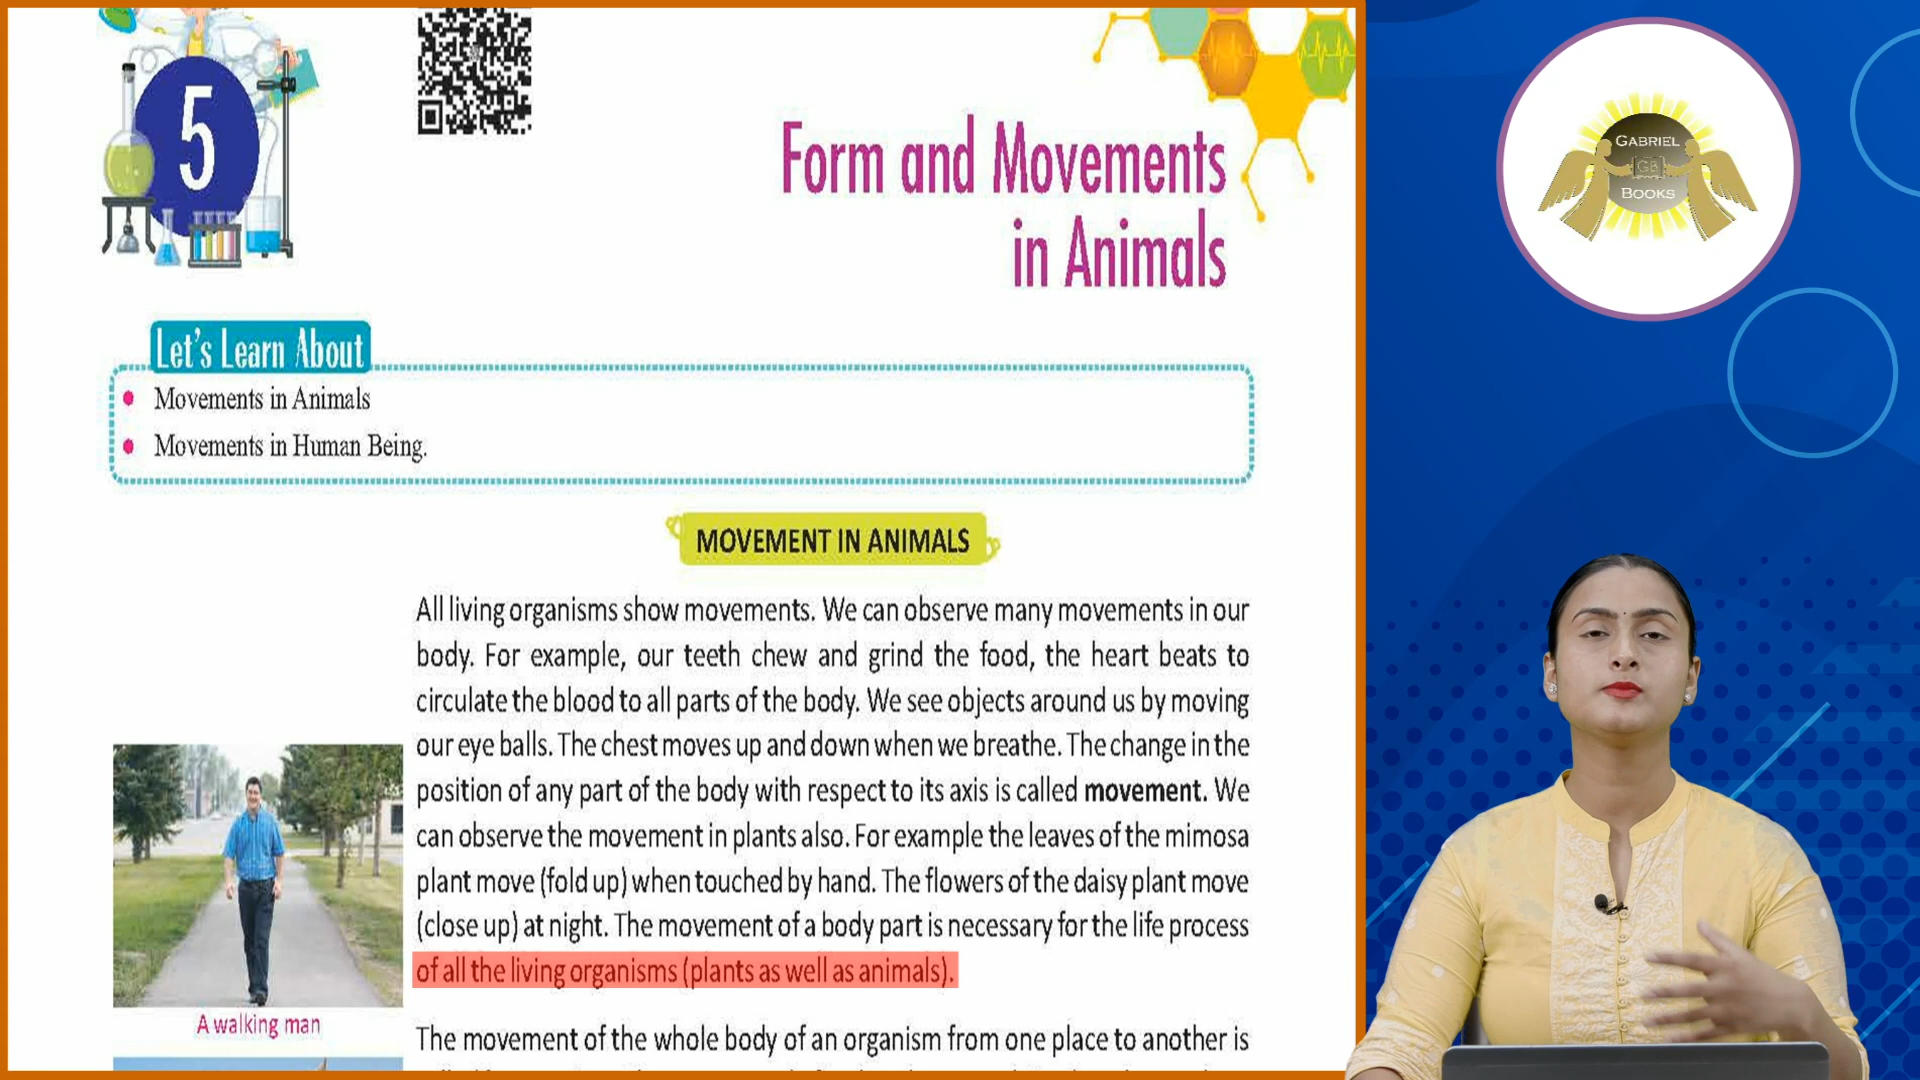 5
Form and Movements
in Animals
Let's Learn About
Movements in Animals
Movements in Human Being.
MOVEMENT IN ANIMALS
All living organisms show movements. We can observe many movements in our
body. For example, our teeth chew and grind the food, the heart beats to
circulate the blood to all parts of the body. We see objects around us by moving
our eye balls. The chest moves up and down when we breathe. The change in the
position of any part of the body with respect to its axis is called movement. We
can observe the movement in plants also. For example the leaves of the mimosa
plant move (fold up) when touched by hand. The flowers of the daisy plant move
(close up) at night. The movement of a body part is necessary for the life process
of all the living organisms (plants as well as animals).
A walking man
The movement of the whole body of an organism from one place to another is
GABRIEL
GB
BOOKS